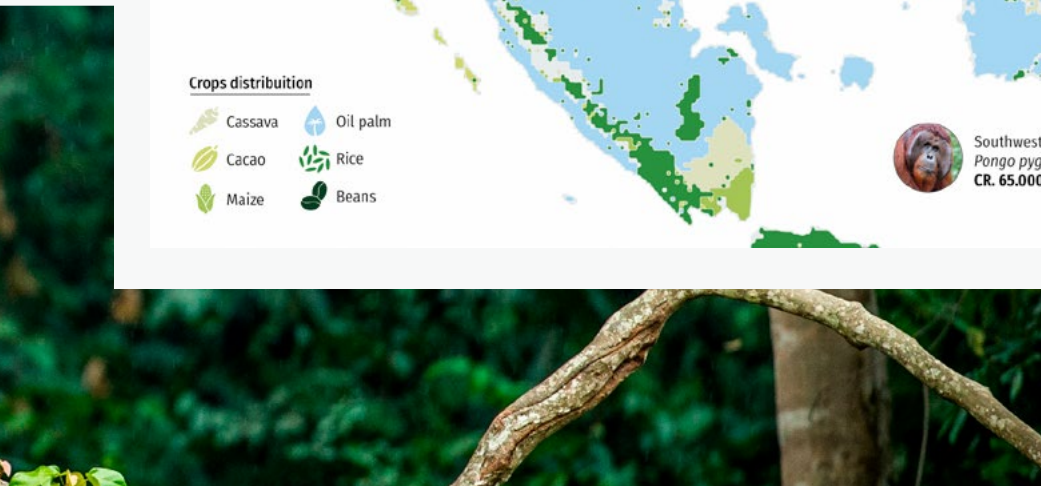 Crops distribuition
Cassava
Oil palm
Cacao
Rice
Maize
Beans
Southwest
Pongo pyg
CR. 65.000